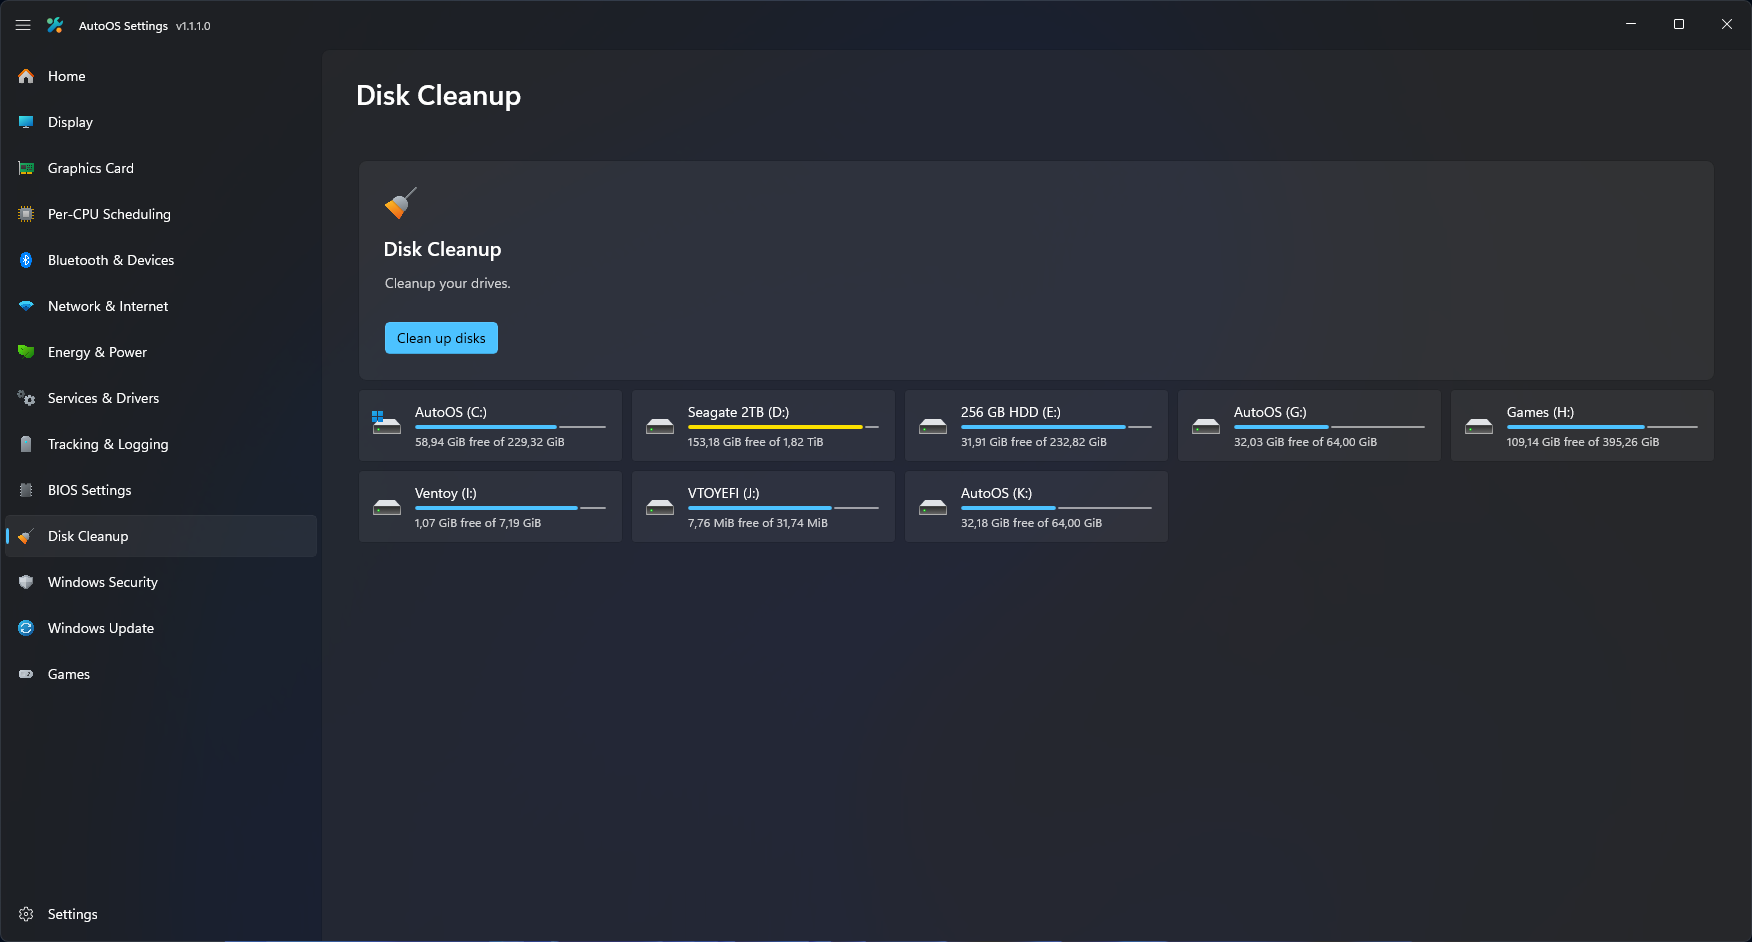 AutoOS Settings v1.1.1.0
Home
Display
Graphics Card
Per-CPU Scheduling
Bluetooth & Devices
Network & Internet
Energy & Power
Services & Drivers
Tracking & Logging
BIOS Settings
Disk Cleanup
Windows Security
Windows Update
Games
Settings
Disk Cleanup
Disk Cleanup
Cleanup your drives.
Clean up disks
AutoOS (C:)
58,94 GiB free of 229,32 GiB
Seagate 2TB (D:)
153,18 GiB free of 1,82 TiB
256 GB HDD (E:)
31,91 GiB free of 232,82 GiB
AutoOS (G:)
32,03 GiB free of 64,00 GiB
Games (H:)
109,14 GiB free of 395,26 GiB
Ventoy (I:)
1,07 GiB free of 7,19 GiB
VTOYEFI (J:)
7,76 MiB free of 31,74 MiB
AutoOS (K:)
32,18 GiB free of 64,00 GiB